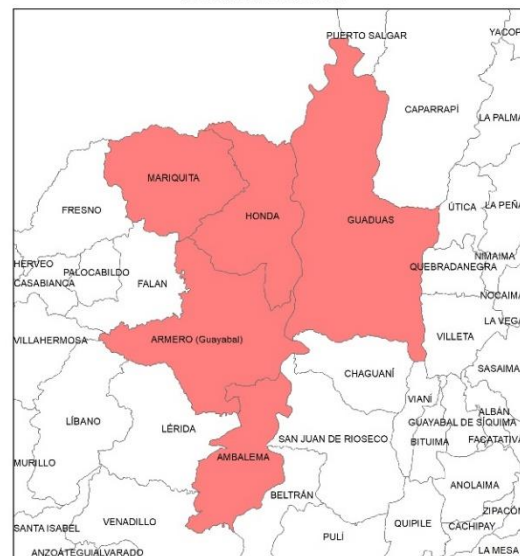 PUERTO SALGAR
YACOP
CAPARRAPÍ
LA PALMA
MARIQUITA
FRESNO
HONDA
GUADUAS
ÚTICA
LA PEÑA
HERVEO
PALOCABILDO
CASABIANCA
FALAN
QUEBRADANEGRA
NIMAIMA
NOCAIMA
VILLAHERMOSA
ARMERO (Guayabal)
LA VEGA
VILLETA
SASAIMA
CHAGUANÍ
VIANÍ
ALBÁN
LÍBANO
LÉRIDA
GUAYABAL DE SÍQUIMA
SAN JUAN DE RIOSECO
BITUIMA
FACATATIVÁ
MURILLO
AMBALEMA
BELTRÁN
ANOLAIMA
ZIPACÓN
SANTA ISABEL
VENADILLO
QUIPILE
CACHIPAY
PULÍ
LA MESA
ANZOÁTEGUI
ALVARADO